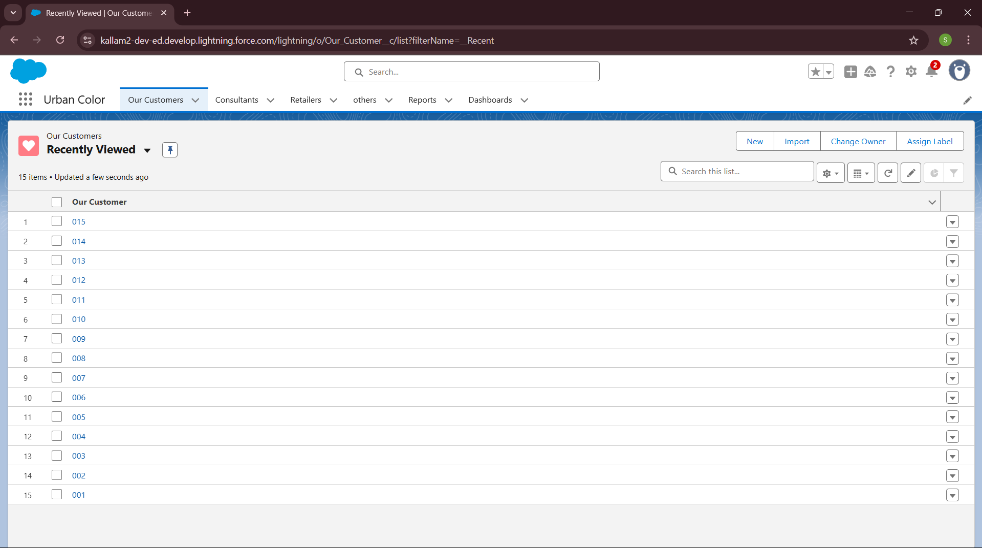 Recently Viewed | Our Custome
kallam2-dev-ed.develop.lightning.force.com/lightning/o/Our_Customer__c/list?filterName=__Recent
S
Search...
2
Urban Color
Our Customers
Consultants
Retailers
others
Reports
Dashboards
Our Customers
Recently Viewed
New
Import
Change Owner
Assign Label
15 items • Updated a few seconds ago
Search this list...
Our Customer
1 015
2 014
3 013
4 012
5 011
6 010
7 009
8 008
9 007
10 006
11 005
12 004
13 003
14 002
15 001